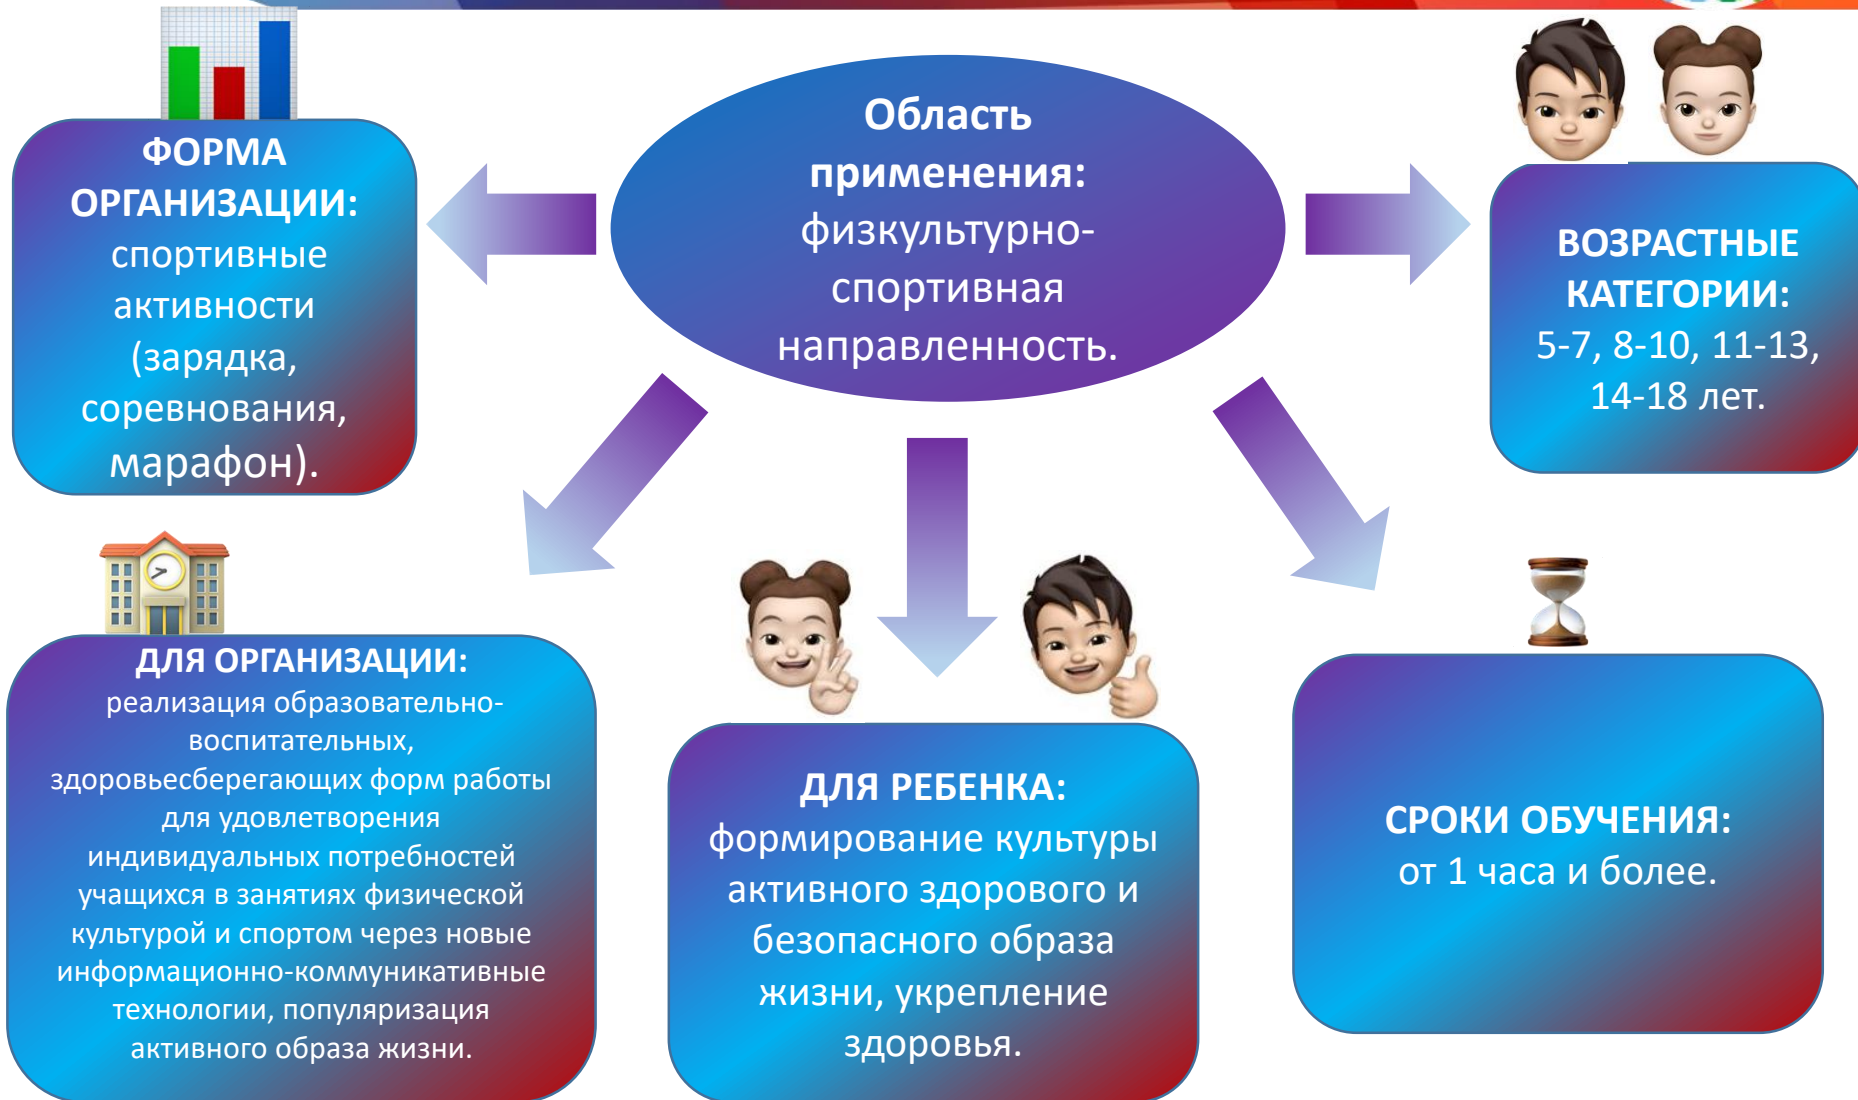 Область
применения:
физкультурно-
спортивная
направленность.
ФОРМА
ОРГАНИЗАЦИИ:
спортивные
активности
(зарядка,
соревнования,
марафон).
ВОЗРАСТНЫЕ
КАТЕГОРИИ:
5-7, 8-10, 11-13,
14-18 лет.
ДЛЯ ОРГАНИЗАЦИИ:
реализация образовательно-
воспитательных,
здоровьесберегающих форм работы
для удовлетворения
индивидуальных потребностей
учащихся в занятиях физической
культурой и спортом через новые
информационно-коммуникативные
технологии, популяризация
активного образа жизни.
ДЛЯ РЕБЕНКА:
формирование культуры
активного здорового и
безопасного образа
жизни, укрепление
здоровья.
СРОКИ ОБУЧЕНИЯ:
от 1 часа и более.